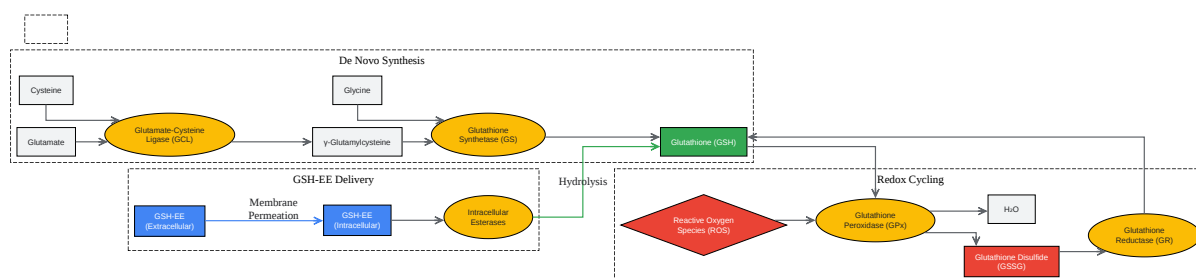 De Novo Synthesis
Cysteine
Glycine
Glutamate
Glutamate-Cysteine
Ligase (GCL)
γ-Glutamylcysteine
Glutathione
Synthetase (GS)
Glutathione (GSH)
GSH-EE Delivery
Hydrolysis
Redox Cycling
GSH-EE
(Extracellular)
Membrane
Permeation
GSH-EE
(Intracellular)
Intracellular
Esterases
Reactive Oxygen
Species (ROS)
Glutathione
Peroxidase (GPx)
H₂O
Glutathione Disulfide
(GSSG)
Glutathione
Reductase (GR)